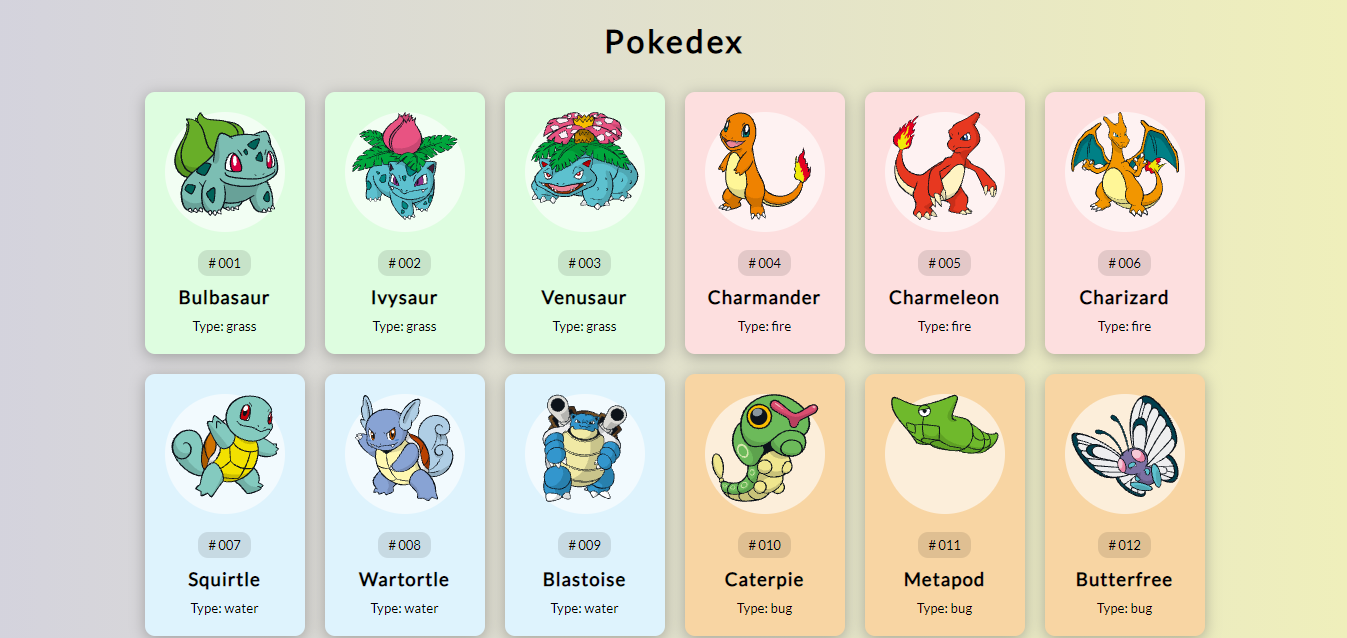 Pokedex
#001 #002 #003 #004 #005 #006
Bulbasaur Ivysaur Venusaur Charmander Charmeleon Charizard
Type: grass Type: grass Type: grass Type: fire Type: fire Type: fire
#007 #008 #009 #010 #011 #012
Squirtle Wartortle Blastoise Caterpie Metapod Butterfree
Type: water Type: water Type: water Type: bug Type: bug Type: bug